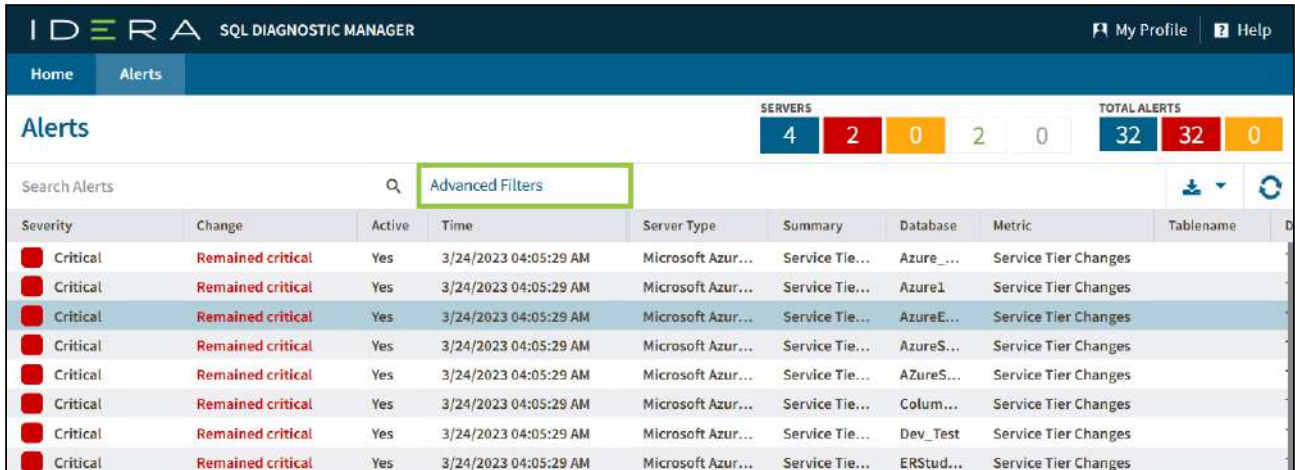 IDERA SQL DIAGNOSTIC MANAGER My Profile ? Help
Home Alerts
SERVERS TOTAL ALERTS
Alerts 4 2 0 2 0 32 32 0
Search Alerts Advanced Filters
Severity Change Active Time Server Type Summary Database Metric Tablename D
Critical Remained critical Yes 3/24/2023 04:05:29 AM Microsoft Azur... Service Tie... Azure_... Service Tier Changes
Critical Remained critical Yes 3/24/2023 04:05:29 AM Microsoft Azur... Service Tie... Azure1 Service Tier Changes
Critical Remained critical Yes 3/24/2023 04:05:29 AM Microsoft Azur... Service Tie... AzureE... Service Tier Changes
Critical Remained critical Yes 3/24/2023 04:05:29 AM Microsoft Azur... Service Tie... AzureS... Service Tier Changes
Critical Remained critical Yes 3/24/2023 04:05:29 AM Microsoft Azur... Service Tie... AZureS... Service Tier Changes
Critical Remained critical Yes 3/24/2023 04:05:29 AM Microsoft Azur... Service Tie... Colum... Service Tier Changes
Critical Remained critical Yes 3/24/2023 04:05:29 AM Microsoft Azur... Service Tie... Dev_Test Service Tier Changes
Critical Remained critical Yes 3/24/2023 04:05:29 AM Microsoft Azur... Service Tie... ERStud... Service Tier Changes